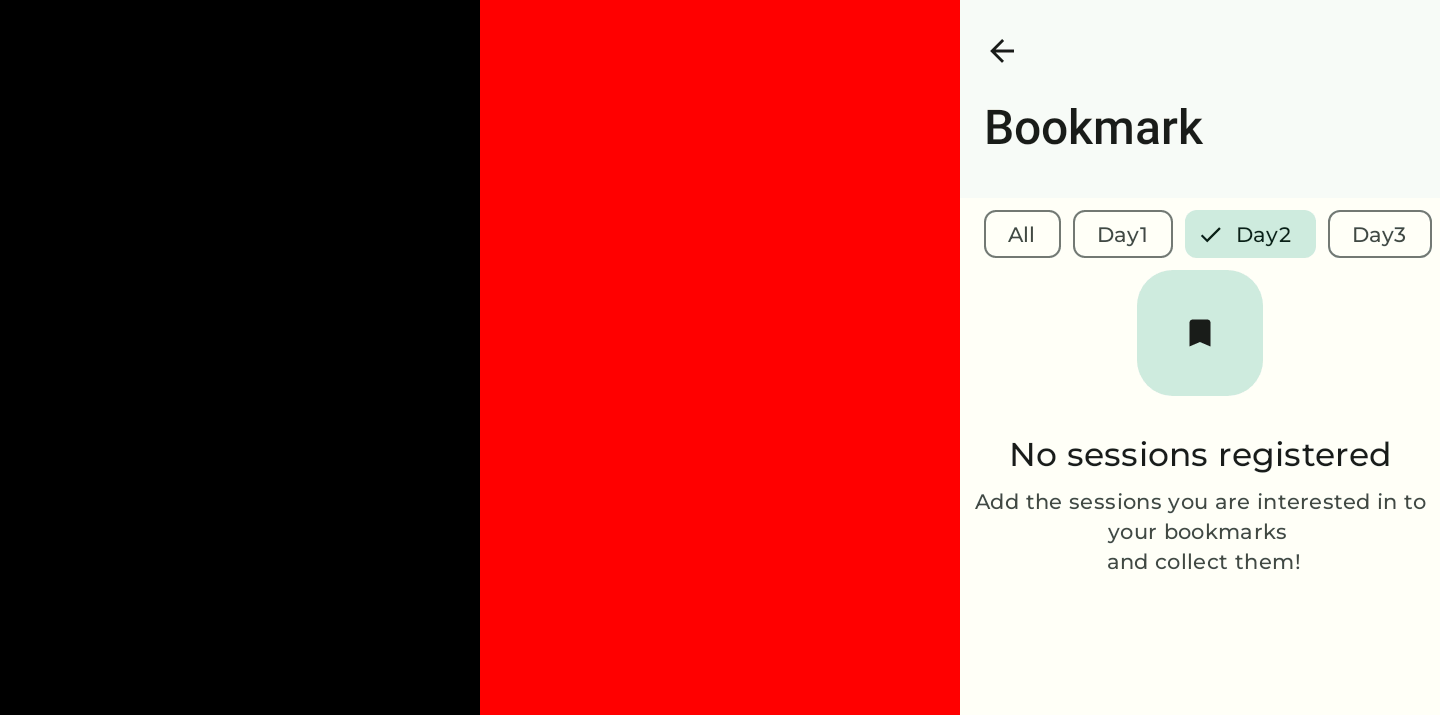 Bookmark
All
Day1
Day2
Day3
No sessions registered
Add the sessions you are interested in to
your bookmarks
and collect them!